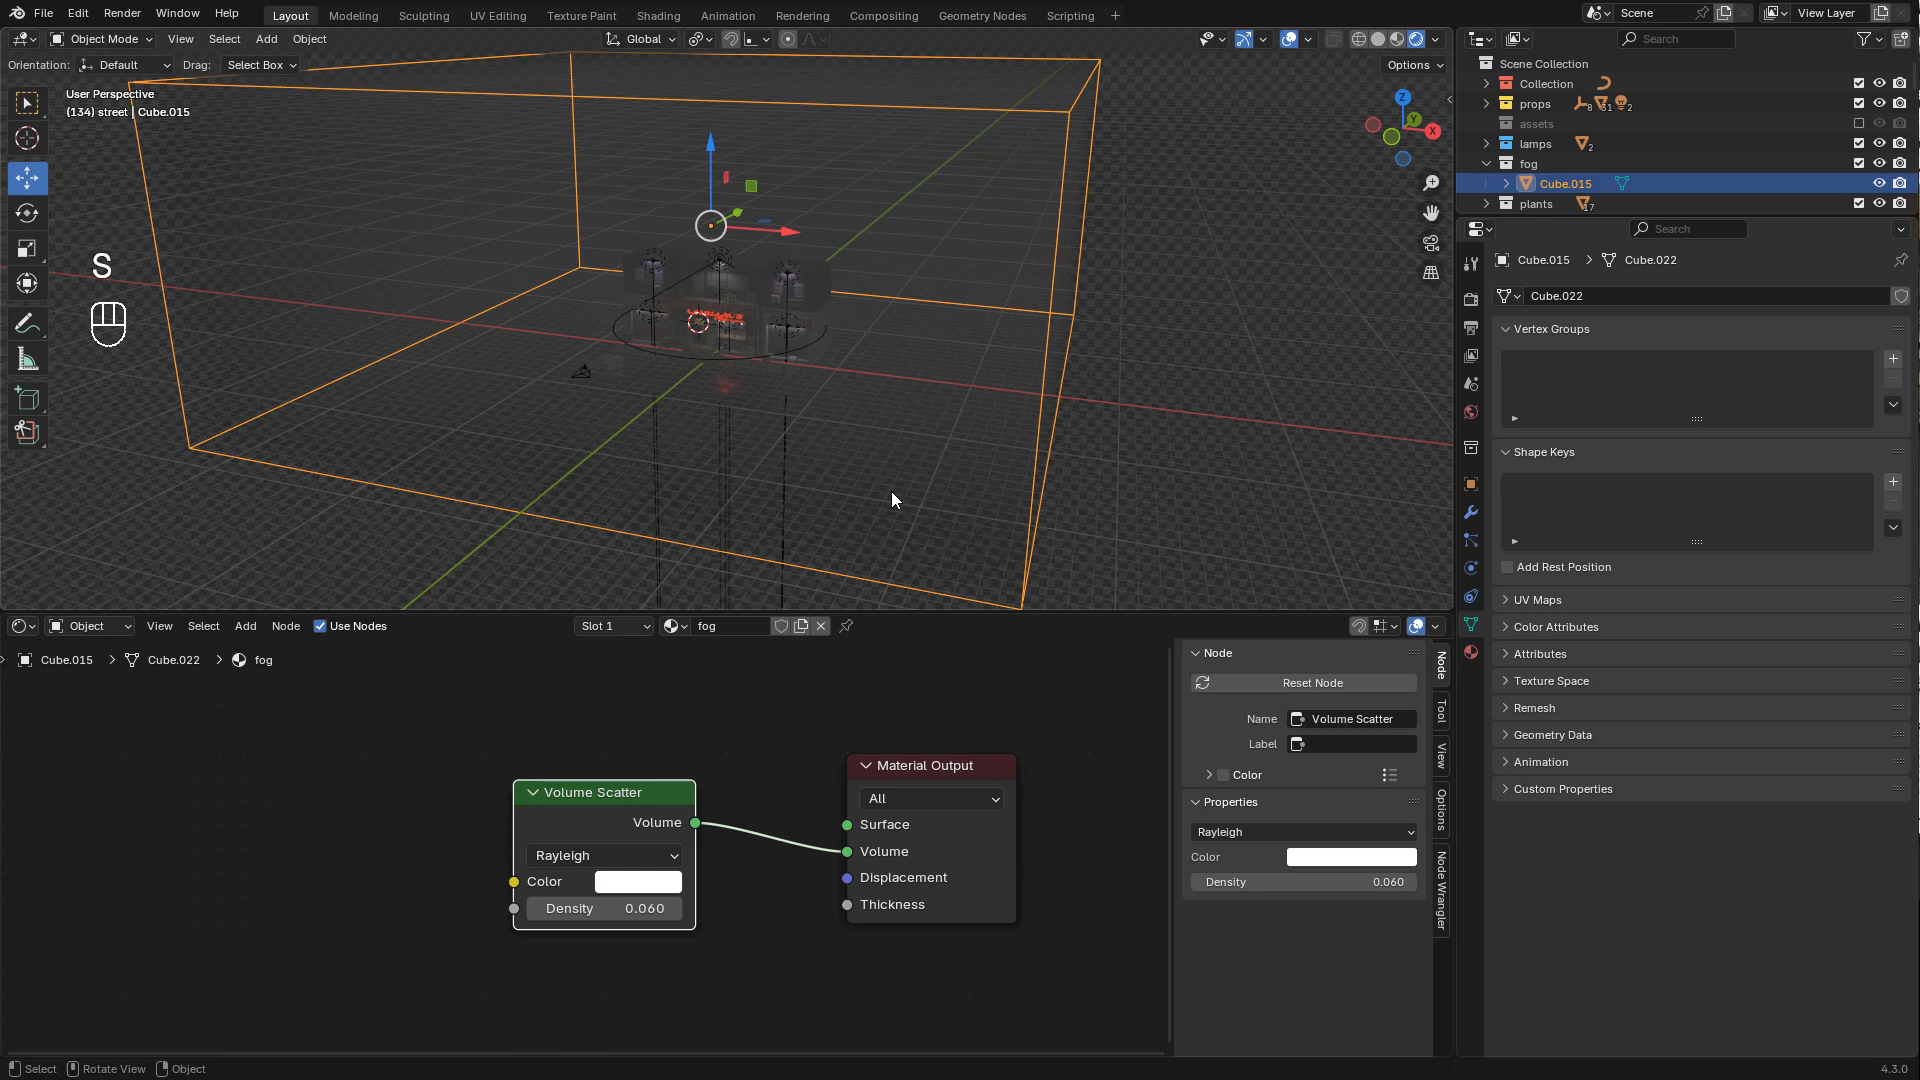 File Edit Render Window Help Layout Modeling Sculpting UV Editing Texture Paint Shading Animation Rendering Compositing Geometry Nodes Scripting + Scene View Layer
Object Mode View Select Add Object Global Search
Orientation: Default Drag: Select Box Options
User Perspective
(134) street | Cube.015
Z
Y
X
S
Scene Collection
Collection
props 8 31 2
assets
lamps 2
fog
Cube.015
plants 17
Search
Cube.015 > Cube.022
Cube.022
Vertex Groups
Shape Keys
Add Rest Position
UV Maps
Color Attributes
Attributes
Texture Space
Remesh
Geometry Data
Animation
Custom Properties
Object View Select Add Node Use Nodes Slot 1 fog
Cube.015 > Cube.022 > fog
Volume Scatter
Volume
Rayleigh
Color
Density 0.060
Material Output
All
Surface
Volume
Displacement
Thickness
Node
Reset Node
Name Volume Scatter
Label
Color
Properties
Rayleigh
Color
Density 0.060
Node
Tool
View
Options
Node Wrangler
Select Rotate View Object 4.3.0